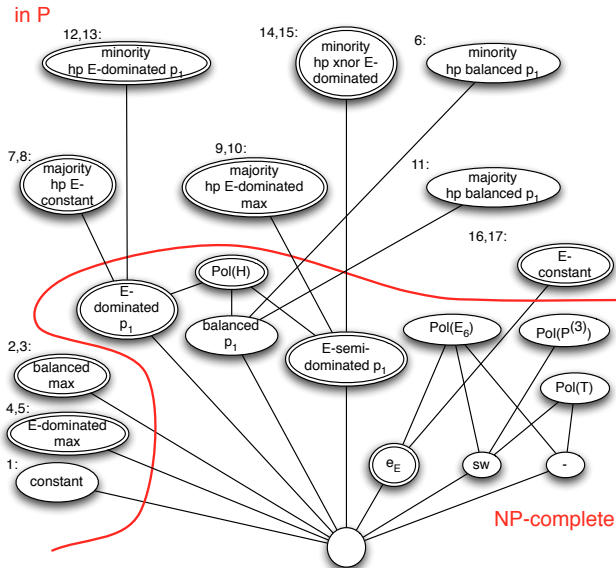 in P
12,13:
minority
hp E-dominated p1
14,15:
minority
hp xnor E-
dominated
6:
minority
hp balanced p1
7,8:
majority
hp E-
constant
9,10:
majority
hp E-dominated
max
11:
majority
hp balanced p1
16,17:
E-
constant
E-
dominated
p1
Pol(H)
balanced
p1
E-semi-
dominated p1
Pol(E6)
Pol(P(3))
Pol(T)
2,3:
balanced
max
4,5:
E-dominated
max
1:
constant
eE
sw
-
NP-complete